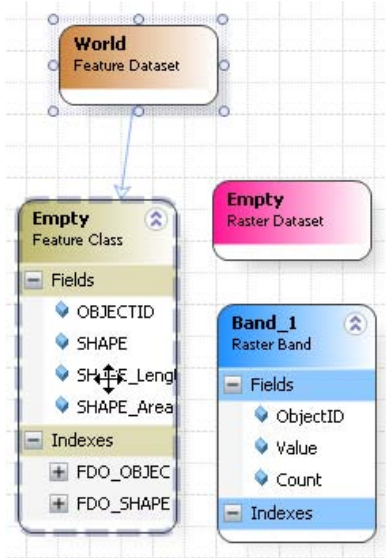 World
Feature Dataset
Empty
Feature Class
Fields
OBJECTID
SHAPE
SHAPE_Lengt
SHAPE_Area
Indexes
FDO_OBJEC
FDO_SHAPE
Empty
Raster Dataset
Band_1
Raster Band
Fields
ObjectID
Value
Count
Indexes